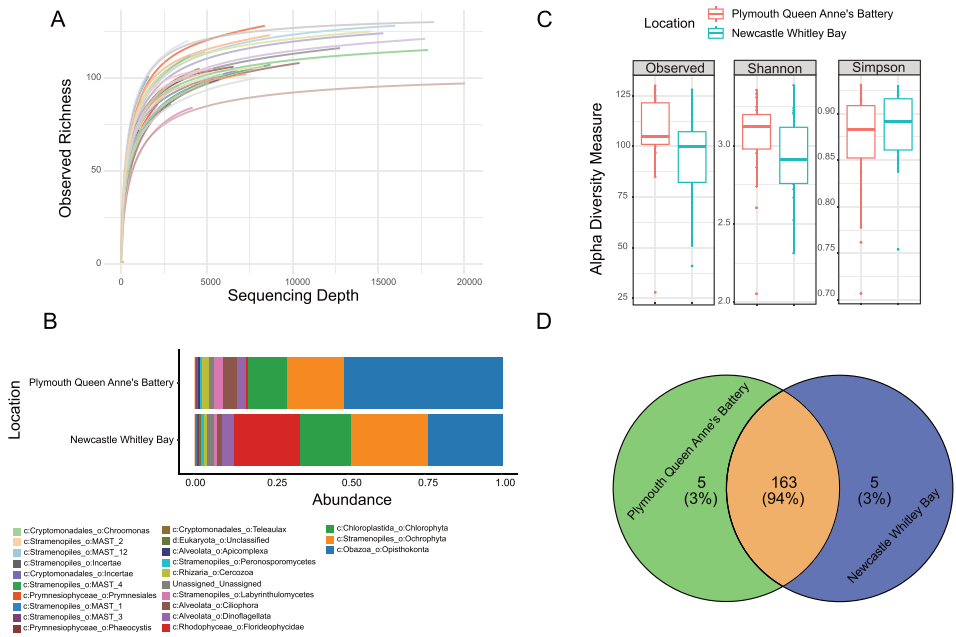 A
Observed Richness
100
50
0
0
5000
10000
15000
20000
Sequencing Depth
B
Location
Plymouth Queen Anne's Battery
Newcastle Whitley Bay
0.00
0.25
0.50
0.75
1.00
Abundance
c:Cryptomonadales_o:Chroomonas
c:Stramenopiles_o:MAST_2
c:Stramenopiles_o:MAST_12
c:Stramenopiles_o:Incertae
c:Cryptomonadales_o:Incertae
c:Stramenopiles_o:MAST_4
c:Prymnesiophyceae_o:Prymnesiales
c:Stramenopiles_o:MAST_1
c:Stramenopiles_o:MAST_3
c:Prymnesiophyceae_o:Phaeocystis
c:Cryptomonadales_o:Teleaulax
d:Eukaryota_o:Unclassified
c:Alveolata_o:Apicomplexa
c:Stramenopiles_o:Peronosporomycetes
c:Rhizaria_o:Cercozoa
Unassigned_Unassigned
c:Stramenopiles_o:Labyrinthulomycetes
c:Alveolata_o:Ciliophora
c:Alveolata_o:Dinoflagellata
c:Rhodophyceae_o:Florideophycidae
c:Chloroplastida_o:Chlorophyta
c:Stramenopiles_o:Ochrophyta
c:Obazoa_o:Opisthokonta
C
Location
Plymouth Queen Anne's Battery
Newcastle Whitley Bay
Alpha Diversity Measure
Observed
Shannon
Simpson
125
100
75
50
25
3.0
2.5
2.0
0.90
0.85
0.80
0.75
0.70
D
Plymouth Queen Anne's Battery
5
(3%)
163
(94%)
5
(3%)
Newcastle Whitley Bay